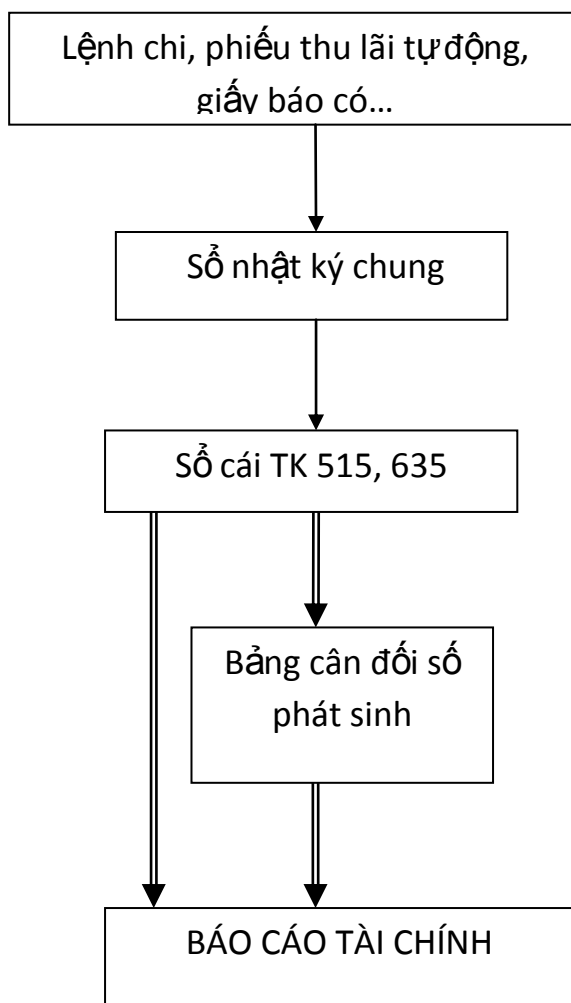 Lệnh chi, phiếu thu lãi tự động,
giấy báo có…
Sổ nhật ký chung
Sổ cái TK 515, 635
Bảng cân đối số
phát sinh
BÁO CÁO TÀI CHÍNH